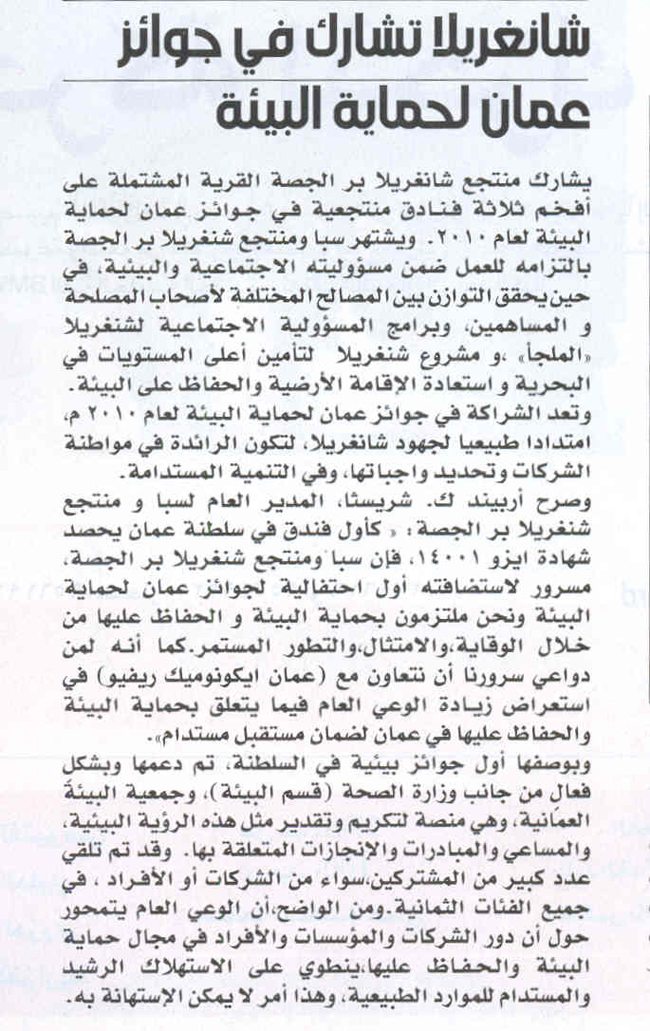 شانغريلا تشارك في جوائز
عمان لحماية البيئة
يشارك منتجع شانغريلا بر الجصة القرية المشتملة على
أفخم ثلاثة فنادق منتجعية في جوائز عمان لحماية
البيئة لعام ٢٠١٠. ويشتهر سبا ومنتجع شنغريلا بر الجصة
بالتزامه للعمل ضمن مسؤوليته الاجتماعية والبيئية، في
حين يحقق التوازن بين المصالح المختلفة لأصحاب المصلحة
و المساهمين، وبرامج المسؤولية الاجتماعية لشنغريلا
«الملجأ» ،و مشروع شنغريلا لتأمين أعلى المستويات في
البحرية و استعادة الإقامة الأرضية والحفاظ على البيئة.
وتعد الشراكة في جوائز عمان لحماية البيئة لعام ٢٠١٠ م،
امتدادا طبيعيا لجهود شانغريلا، لتكون الرائدة في مواطنة
الشركات وتحديد واجباتها، وفي التنمية المستدامة.
وصرح أربيند ك. شريستا، المدير العام لسبا و منتجع
شنغريلا بر الجصة: « كأول فندق في سلطنة عمان يحصد
شهادة ايزو ١٤٠٠١، فإن سبا ومنتجع شنغريلا بر الجصة،
مسرور لاستضافته أول احتفالية لجوائز عمان لحماية
البيئة ونحن ملتزمون بحماية البيئة و الحفاظ عليها من
خلال الوقاية،والامتثال،والتطور المستمر.كما أنه لمن
دواعي سرورنا أن نتعاون مع (عمان ايكونوميك ريفيو) في
استعراض زيادة الوعي العام فيما يتعلق بحماية البيئة
والحفاظ عليها في عمان لضمان مستقبل مستدام».
وبوصفها أول جوائز بيئية في السلطنة، تم دعمها وبشكل
فعال من جانب وزارة الصحة (قسم البيئة)، وجمعية البيئة
العمانية، وهي منصة لتكريم وتقدير مثل هذه الرؤية البيئية،
والمساعي والمبادرات والإنجازات المتعلقة بها. وقد تم تلقي
عدد كبير من المشتركين،سواء من الشركات أو الأفراد ، في
جميع الفئات الثمانية.ومن الواضح،أن الوعي العام يتمحور
حول أن دور الشركات والمؤسسات والأفراد في مجال حماية
البيئة والحفاظ عليها،ينطوي على الاستهلاك الرشيد
والمستدام للموارد الطبيعية، وهذا أمر لا يمكن الإستهانة به.